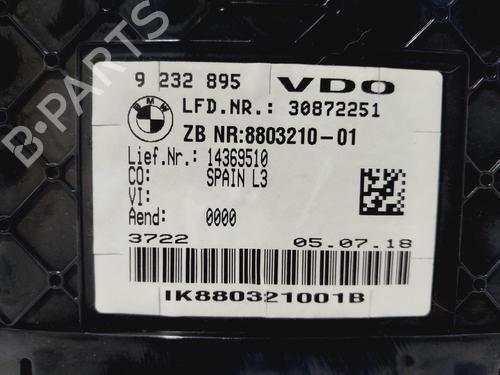 9 232 895 VDO
BMW LFD.NR.: 30872251
ZB NR:8803210-01
Lief.Nr.: 14369510
CO: SPAIN L3
VI:
Aend: 0000
3722 05.07.18
IK880321001B
B-PARTS